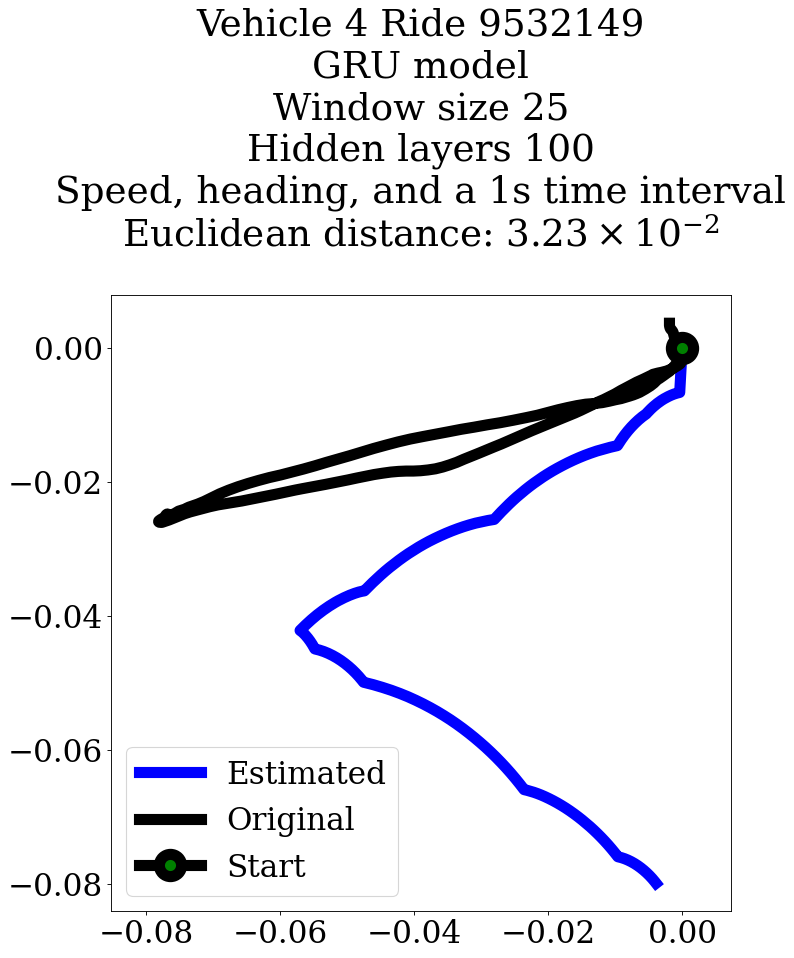 Vehicle 4 Ride 9532149
GRU model
Window size 25
Hidden layers 100
Speed, heading, and a 1s time interval
Euclidean distance: 3.23 × 10⁻²
0.00
−0.02
−0.04
−0.06
−0.08
Estimated
Original
Start
−0.08 −0.06 −0.04 −0.02 0.00